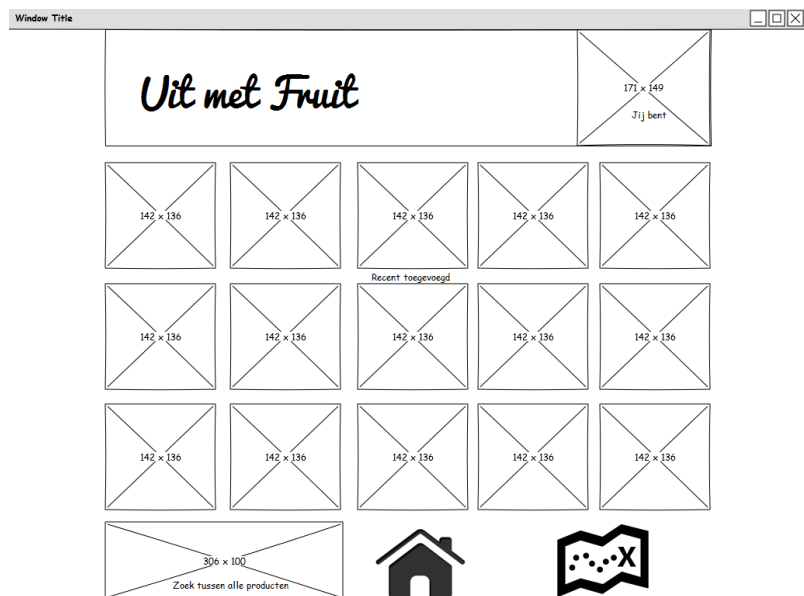 Window Title
Uit met Fruit
171 x 149
Jij bent
142 x 136
142 x 136
142 x 136
142 x 136
142 x 136
Recent toegevoegd
142 x 136
142 x 136
142 x 136
142 x 136
142 x 136
142 x 136
142 x 136
142 x 136
142 x 136
142 x 136
306 x 100
X
Zoek tussen alle producten